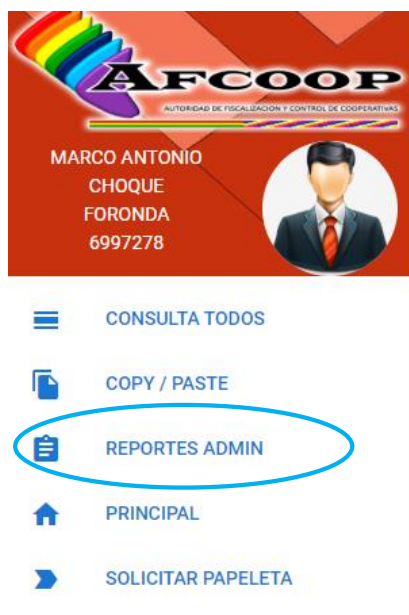 AFCOOP
AUTORIDAD DE FISCALIZACION Y CONTROL DE COOPERATIVAS
MARCO ANTONIO
CHOQUE
FORONDA
6997278
CONSULTA TODOS
COPY / PASTE
REPORTES ADMIN
PRINCIPAL
SOLICITAR PAPELETA